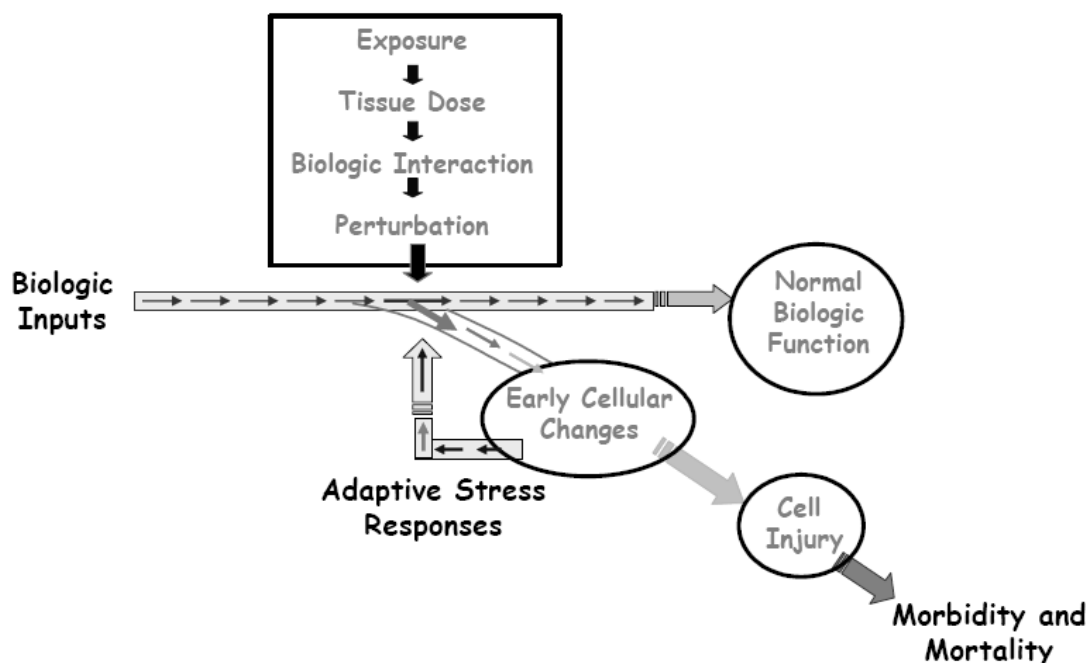 Exposure
Tissue Dose
Biologic Interaction
Perturbation
Biologic
Inputs
Normal
Biologic
Function
Early Cellular
Changes
Adaptive Stress
Responses
Cell
Injury
Morbidity and
Mortality